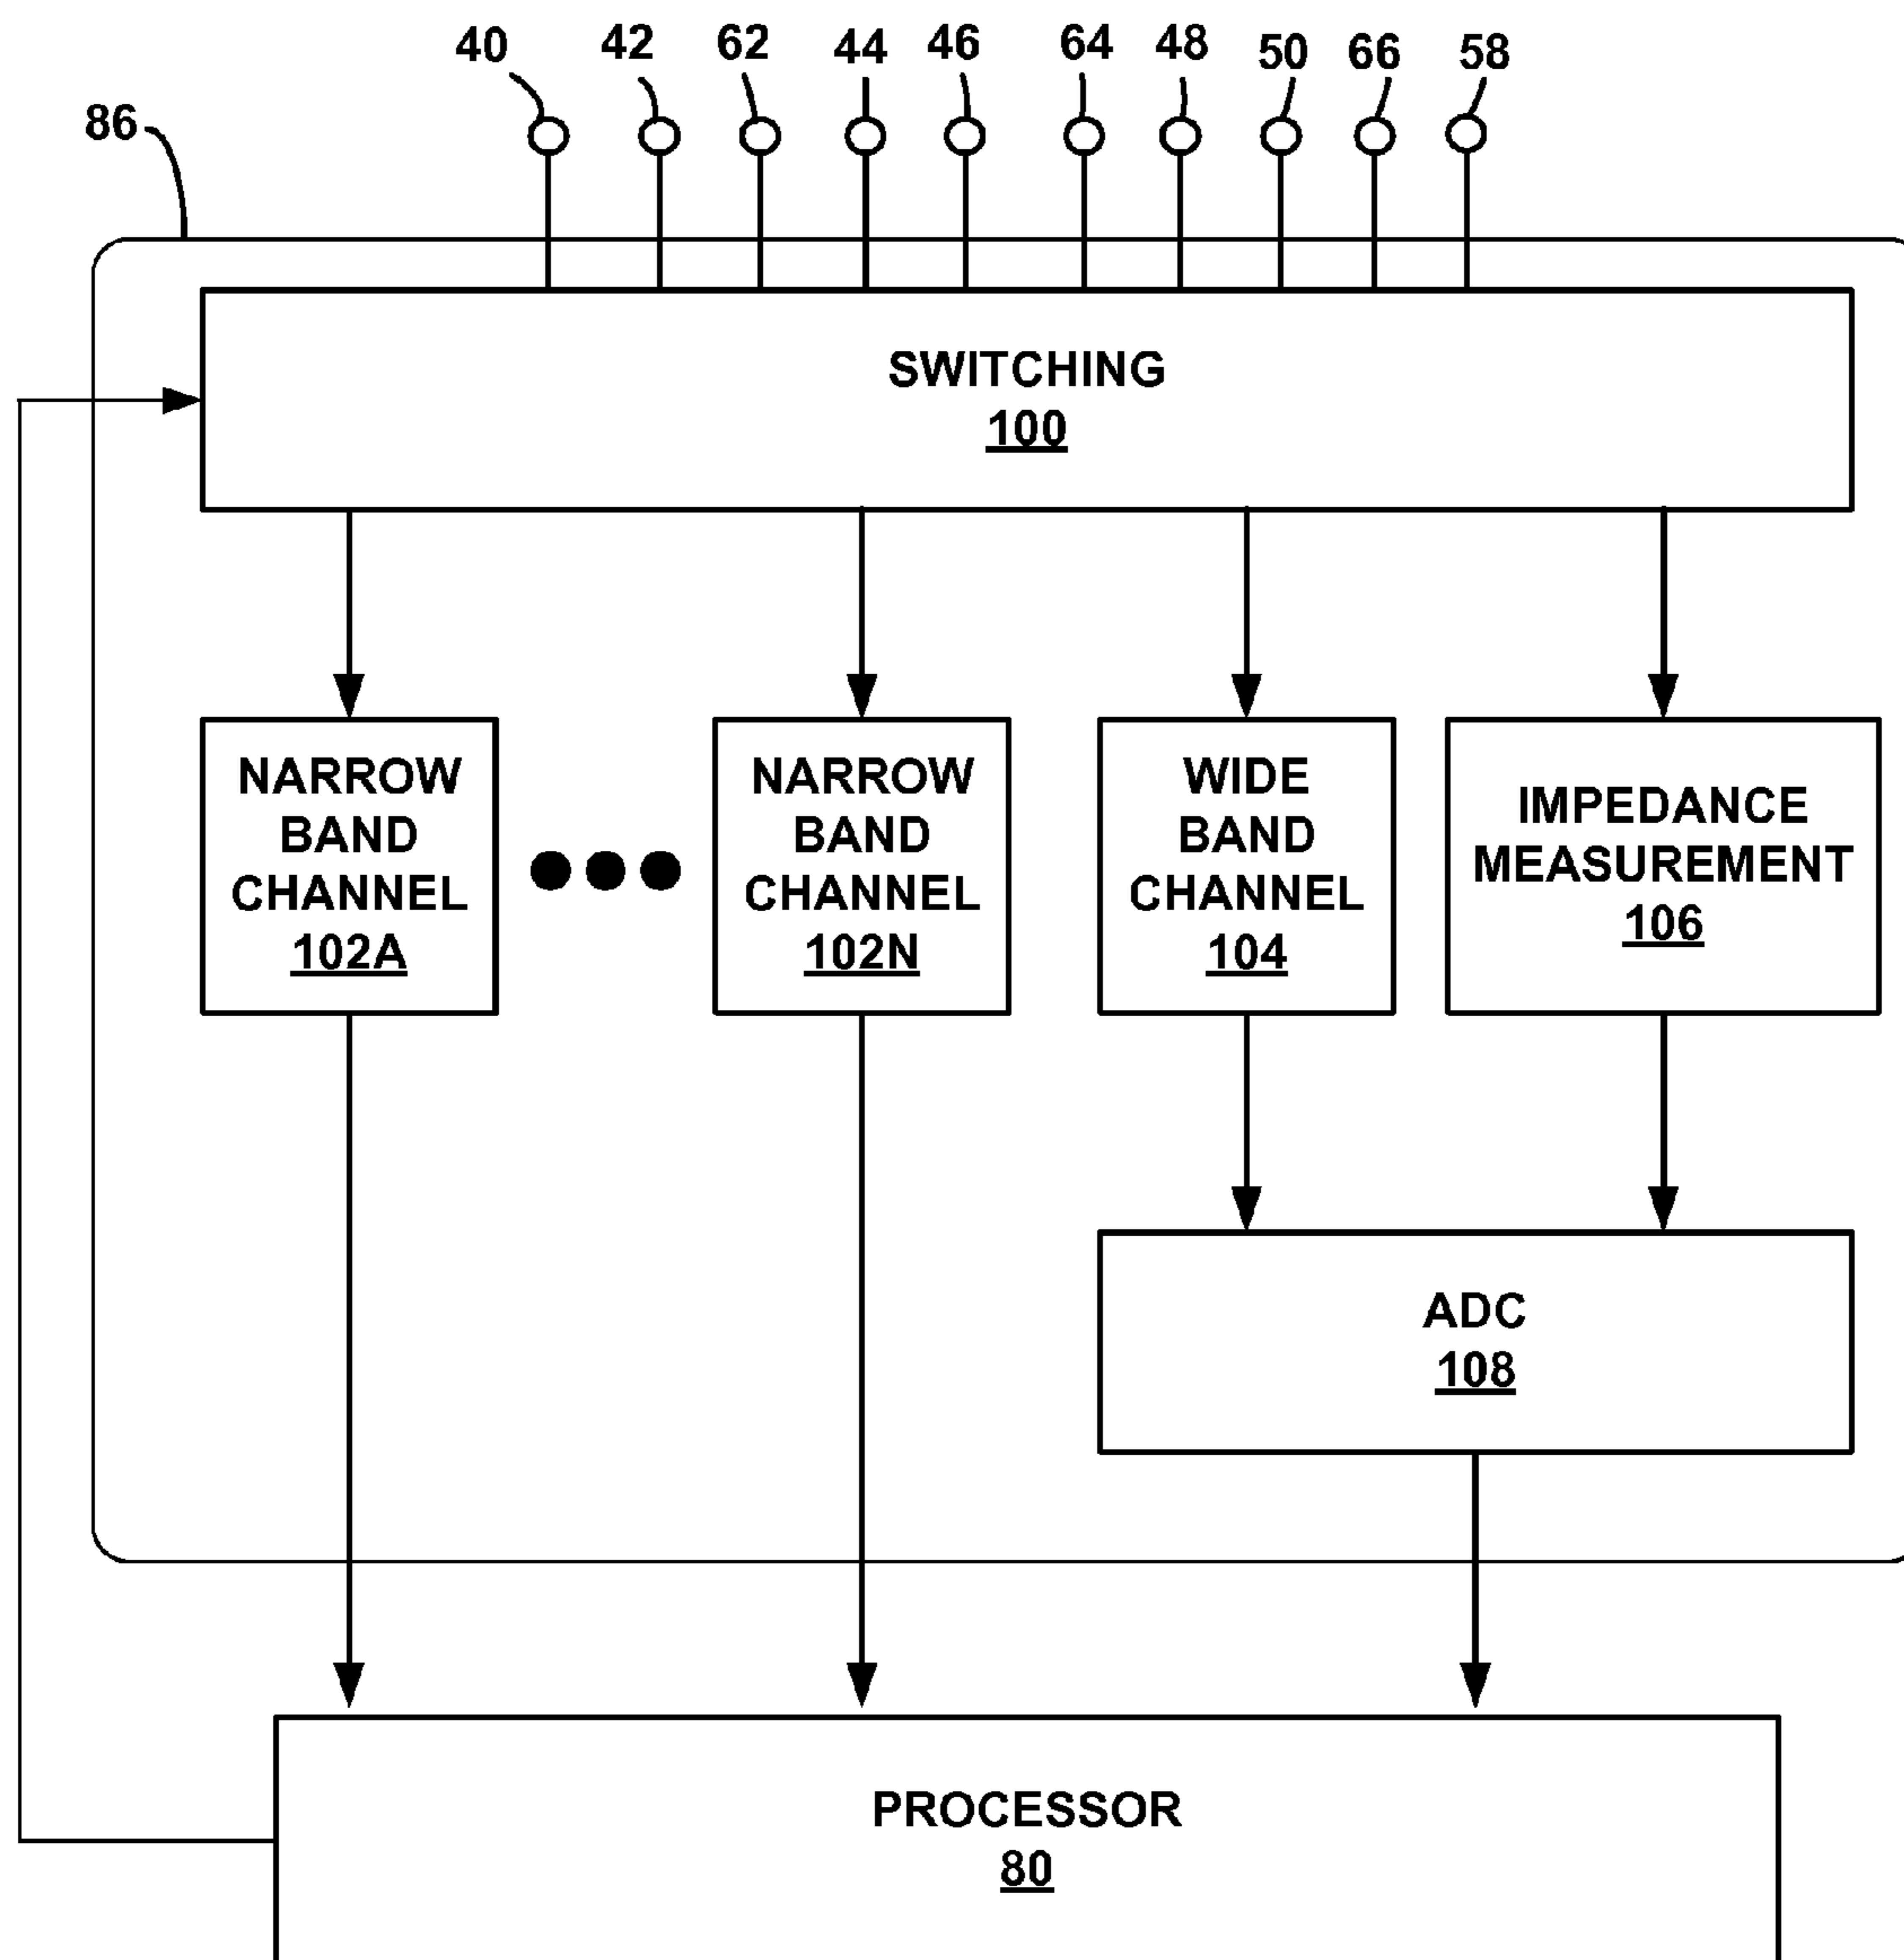 40 42 62 44 46 64 48 50 66 58
86
SWITCHING
100
NARROW
BAND
CHANNEL
102A
NARROW
BAND
CHANNEL
102N
WIDE
BAND
CHANNEL
104
IMPEDANCE
MEASUREMENT
106
ADC
108
PROCESSOR
80